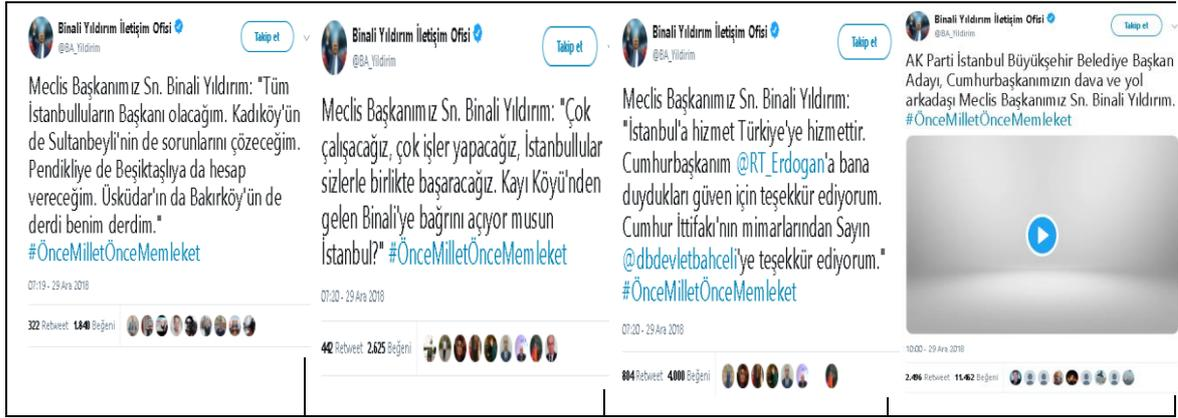 Binali Yıldırım İletişim Ofisi
@BA_Yildirim
Takip et
Meclis Başkanımız Sn. Binali Yıldırım: "Tüm
İstanbulluların Başkanı olacağım. Kadıköy'ün
de Sultanbeyli'nin de sorunlarını çözeceğim.
Pendikliye de Beşiktaşlıya da hesap
vereceğim. Üsküdar'ın da Bakırköy'ün de
derdi benim derdim."
#ÖnceMilletÖnceMemleket
07:19 - 29 Ara 2018
322 Retweet 1.840 Beğeni
Binali Yıldırım İletişim Ofisi
@BA_Yildirim
Takip et
Meclis Başkanımız Sn. Binali Yıldırım: "Çok
çalışacağız, çok işler yapacağız, İstanbullular
sizlerle birlikte başaracağız. Kayı Köyü'nden
gelen Binali'ye bağrını açıyor musun
İstanbul?" #ÖnceMilletÖnceMemleket
07:20 - 29 Ara 2018
442 Retweet 2.625 Beğeni
Binali Yıldırım İletişim Ofisi
@BA_Yildirim
Takip et
Meclis Başkanımız Sn. Binali Yıldırım:
"İstanbul'a hizmet Türkiye'ye hizmettir.
Cumhurbaşkanım @RT_Erdogan'a bana
duydukları güven için teşekkür ediyorum.
Cumhur İttifakı'nın mimarlarından Sayın
@dbdevletbahceli'ye teşekkür ediyorum."
#ÖnceMilletÖnceMemleket
07:20 - 29 Ara 2018
804 Retweet 4.000 Beğeni
Binali Yıldırım İletişim Ofisi
@BA_Yildirim
Takip et
AK Parti İstanbul Büyükşehir Belediye Başkan
Adayı, Cumhurbaşkanımızın dava ve yol
arkadaşı Meclis Başkanımız Sn. Binali Yıldırım.
#ÖnceMilletÖnceMemleket
10:00 - 29 Ara 2018
2.496 Retweet 11.462 Beğeni